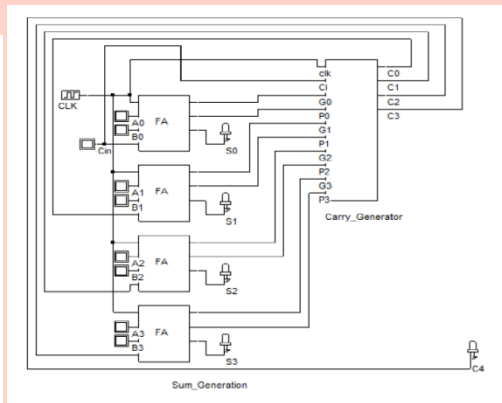 CLK
A0
B0
FA
Cin
S0
A1
B1
FA
S1
A2
B2
FA
S2
A3
B3
FA
S3
Sum_Generation
clk
CI
G0
P0
G1
P1
G2
P2
G3
P3
C0
C1
C2
C3
Carry_Generator
C4